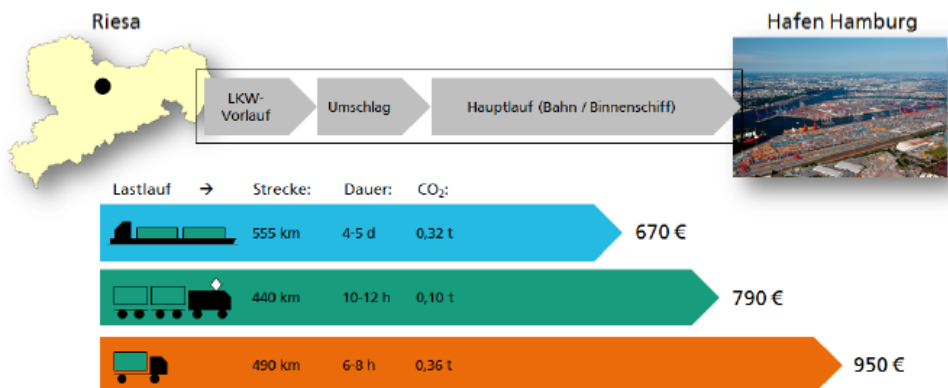 Riesa
Hafen Hamburg
LKW-
Vorlauf
Umschlag
Hauptlauf (Bahn / Binnenschiff)
Lastlauf → Strecke: Dauer: CO₂:
555 km 4-5 d 0,32 t 670 €
440 km 10-12 h 0,10 t 790 €
490 km 6-8 h 0,36 t 950 €